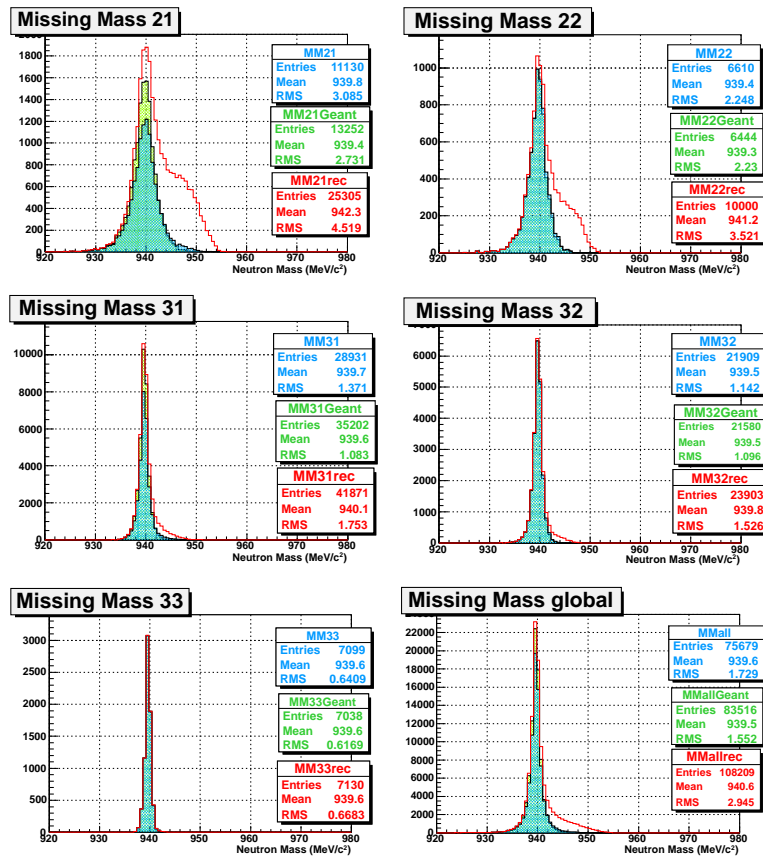 Missing Mass 21
MM21
Entries 11130
Mean 939.8
RMS 3.085
MM21Geant
Entries 13252
Mean 939.4
RMS 2.731
MM21rec
Entries 25305
Mean 942.3
RMS 4.519
2000
1800
1600
1400
1200
1000
800
600
400
200
0
920 930 940 950 960 970 980
Neutron Mass (MeV/c²)
Missing Mass 22
MM22
Entries 6610
Mean 939.4
RMS 2.248
MM22Geant
Entries 6444
Mean 939.3
RMS 2.23
MM22rec
Entries 10000
Mean 941.2
RMS 3.521
1000
800
600
400
200
0
920 930 940 950 960 970 980
Neutron Mass (MeV/c²)
Missing Mass 31
MM31
Entries 28931
Mean 939.7
RMS 1.371
MM31Geant
Entries 35202
Mean 939.6
RMS 1.083
MM31rec
Entries 41871
Mean 940.1
RMS 1.753
10000
8000
6000
4000
2000
0
920 930 940 950 960 970 980
Neutron Mass (MeV/c²)
Missing Mass 32
MM32
Entries 21909
Mean 939.5
RMS 1.142
MM32Geant
Entries 21580
Mean 939.5
RMS 1.096
MM32rec
Entries 23903
Mean 939.8
RMS 1.526
6000
5000
4000
3000
2000
1000
0
920 930 940 950 960 970 980
Neutron Mass (MeV/c²)
Missing Mass 33
MM33
Entries 7099
Mean 939.6
RMS 0.6409
MM33Geant
Entries 7038
Mean 939.6
RMS 0.6169
MM33rec
Entries 7130
Mean 939.6
RMS 0.6683
3000
2500
2000
1500
1000
500
0
920 930 940 950 960 970 980
Neutron Mass (MeV/c²)
Missing Mass global
MMall
Entries 75679
Mean 939.6
RMS 1.729
MMallGeant
Entries 83516
Mean 939.5
RMS 1.552
MMallrec
Entries 108209
Mean 940.6
RMS 2.945
22000
20000
18000
16000
14000
12000
10000
8000
6000
4000
2000
0
920 930 940 950 960 970 980
Neutron Mass (MeV/c²)